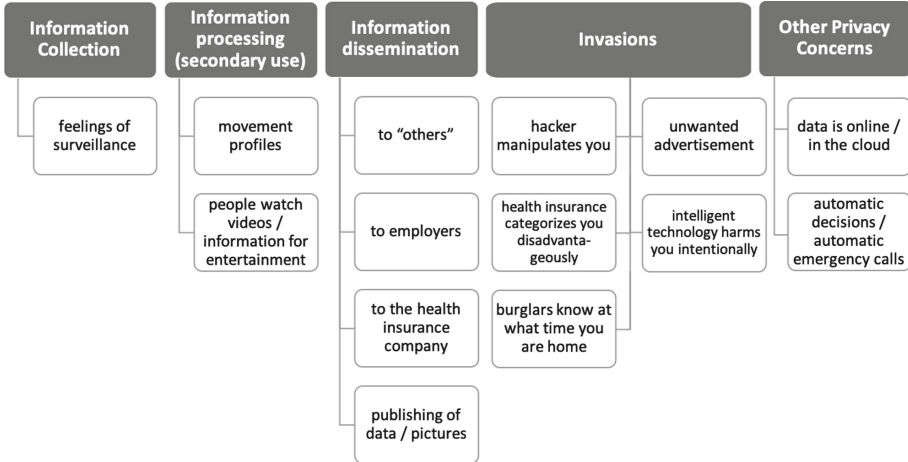 Information
Collection
feelings of
surveillance
Information
processing
(secondary use)
movement
profiles
people watch
videos /
information for
entertainment
Information
dissemination
to “others”
to employers
to the health
insurance
company
publishing of
data / pictures
Invasions
hacker
manipulates you
health insurance
categorizes you
disadvanta-
geously
burglars know at
what time you
are home
unwanted
advertisement
intelligent
technology harms
you intentionally
Other Privacy
Concerns
data is online /
in the cloud
automatic
decisions /
automatic
emergency calls